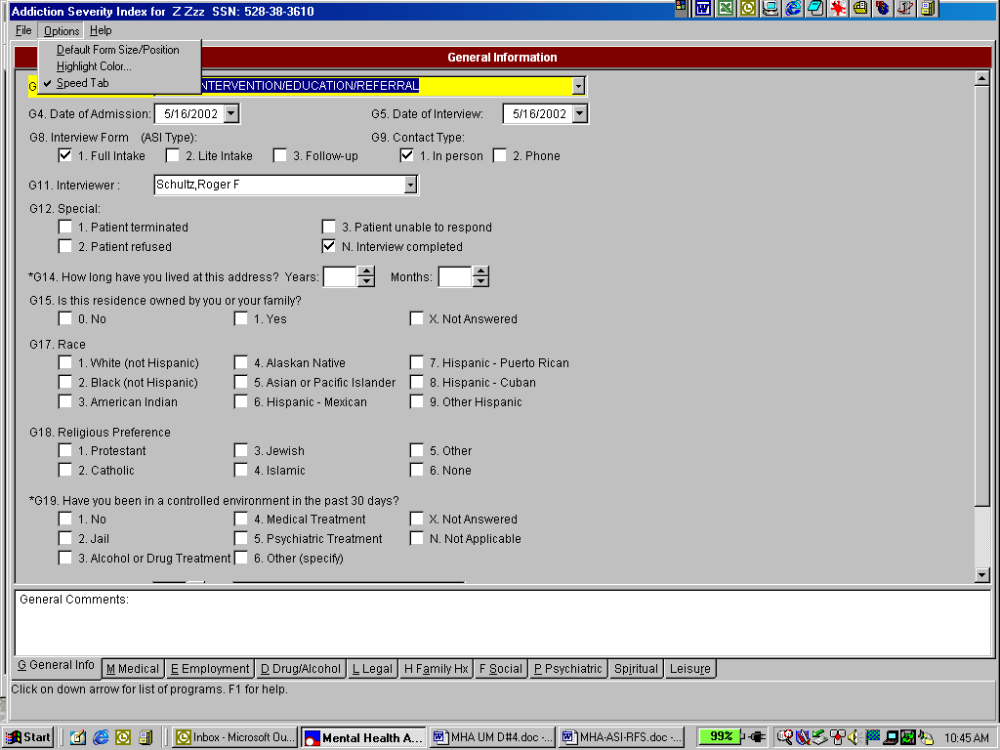 Addiction Severity Index for Z Zzz SSN: 528-38-3610
File Options Help
Default Form Size/Position
Highlight Color...
Speed Tab
General Information
G NTERVENTION/EDUCATION/REFERRAL
G4. Date of Admission: 5/16/2002 G5. Date of Interview: 5/16/2002
G8. Interview Form (ASI Type): G9. Contact Type:
1. Full Intake 2. Lite Intake 3. Follow-up 1. In person 2. Phone
G11. Interviewer : Schultz,Roger F
G12. Special:
1. Patient terminated 3. Patient unable to respond
2. Patient refused N. Interview completed
*G14. How long have you lived at this address? Years: Months:
G15. Is this residence owned by you or your family?
0. No 1. Yes X. Not Answered
G17. Race
1. White (not Hispanic) 4. Alaskan Native 7. Hispanic - Puerto Rican
2. Black (not Hispanic) 5. Asian or Pacific Islander 8. Hispanic - Cuban
3. American Indian 6. Hispanic - Mexican 9. Other Hispanic
G18. Religious Preference
1. Protestant 3. Jewish 5. Other
2. Catholic 4. Islamic 6. None
*G19. Have you been in a controlled environment in the past 30 days?
1. No 4. Medical Treatment X. Not Answered
2. Jail 5. Psychiatric Treatment N. Not Applicable
3. Alcohol or Drug Treatment 6. Other (specify)
General Comments:
G General Info M Medical E Employment D Drug/Alcohol L Legal H Family Hx F Social P Psychiatric Spiritual Leisure
Click on down arrow for list of programs. F1 for help.
Start Inbox - Microsoft Ou... Mental Health A... MHA UM D#4.doc -... MHA-ASI-RFS.doc -... 99% 10:45 AM